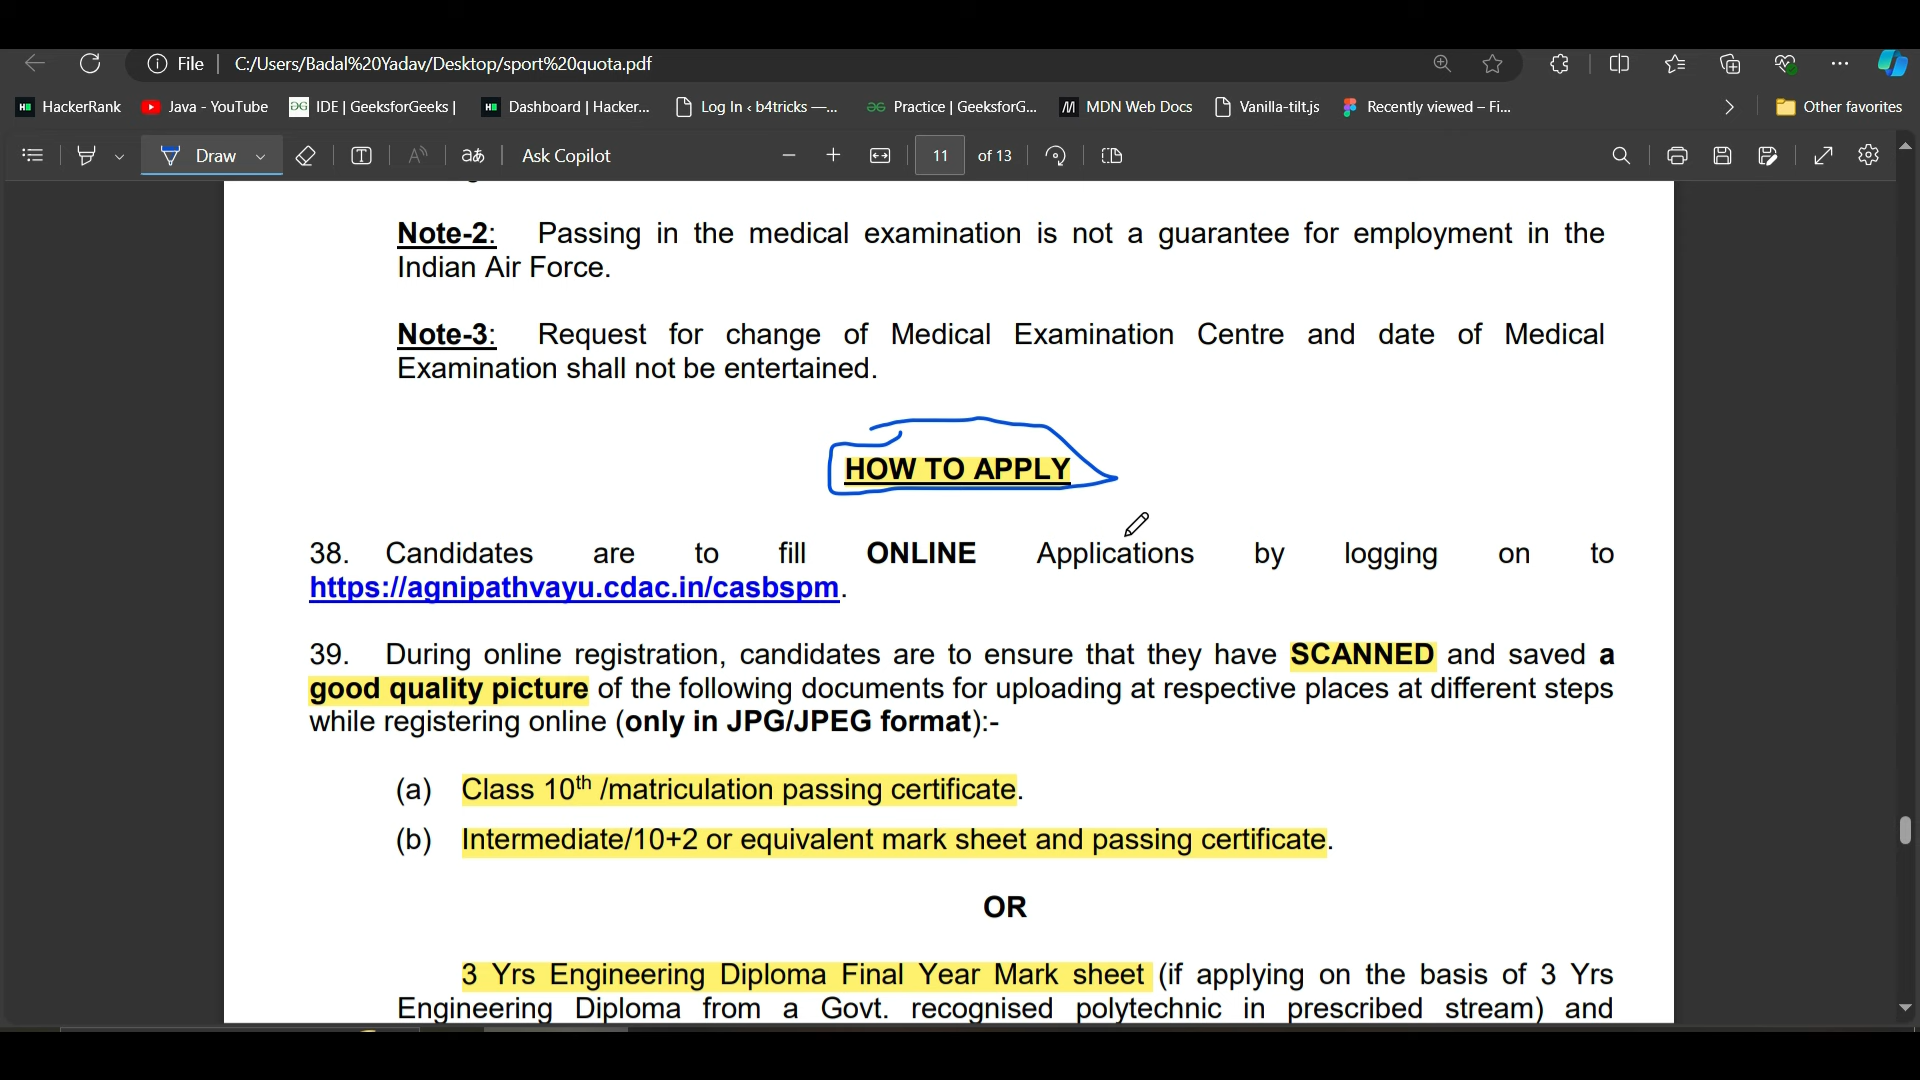 File C:/Users/Badal%20Yadav/Desktop/sport%20quota.pdf
HackerRank Java - YouTube IDE | GeeksforGeeks | Dashboard | Hacker... Log In ‹ b4tricks —... Practice | GeeksforG... MDN Web Docs Vanilla-tilt.js Recently viewed – Fi... Other favorites
Draw Ask Copilot 11 of 13
Note-2: Passing in the medical examination is not a guarantee for employment in the
Indian Air Force.
Note-3: Request for change of Medical Examination Centre and date of Medical
Examination shall not be entertained.
HOW TO APPLY
38. Candidates are to fill ONLINE Applications by logging on to
https://agnipathvayu.cdac.in/casbspm.
39. During online registration, candidates are to ensure that they have SCANNED and saved a
good quality picture of the following documents for uploading at respective places at different steps
while registering online (only in JPG/JPEG format):-
(a) Class 10th /matriculation passing certificate.
(b) Intermediate/10+2 or equivalent mark sheet and passing certificate.
OR
3 Yrs Engineering Diploma Final Year Mark sheet (if applying on the basis of 3 Yrs
Engineering Diploma from a Govt. recognised polytechnic in prescribed stream) and